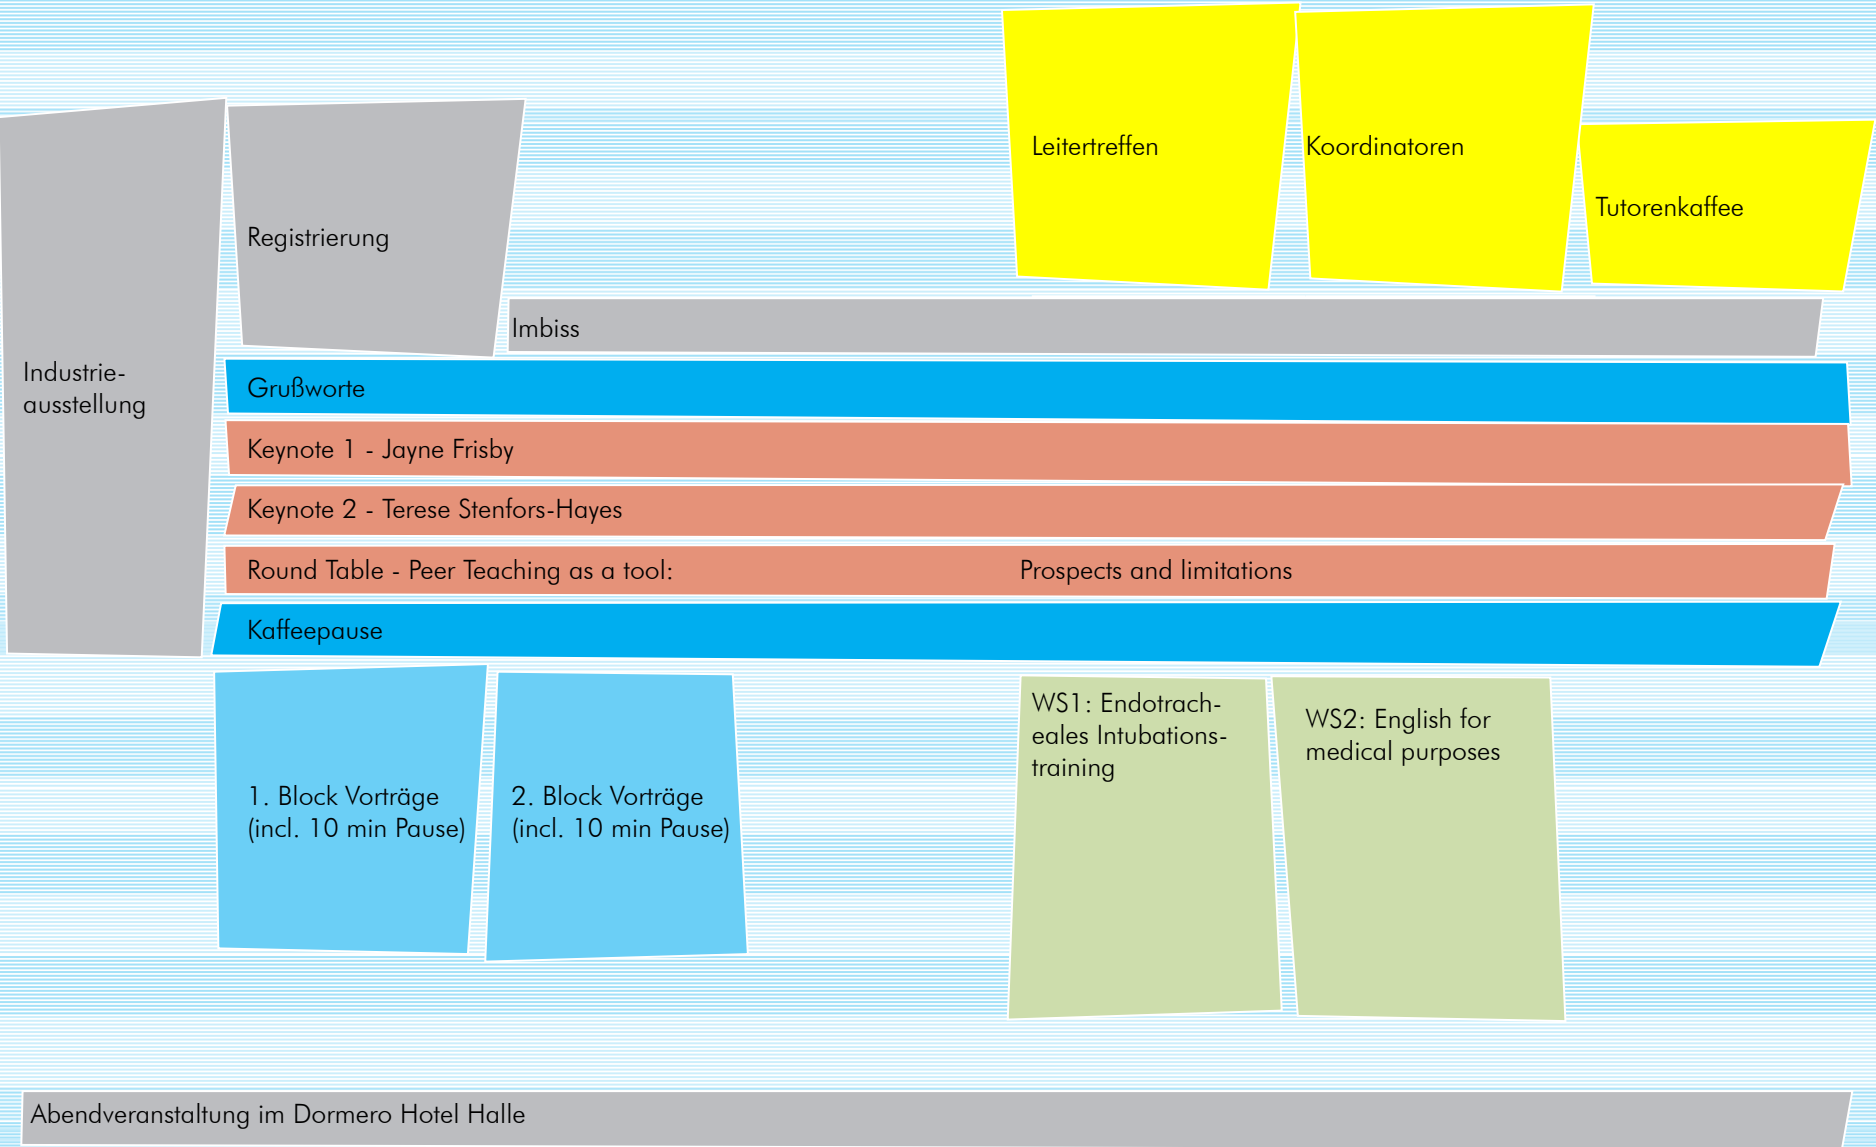 Leitertreffen
Koordinatoren
Tutorenkaffee
Registrierung
Imbiss
Industrie-
ausstellung
Grußworte
Keynote 1 - Jayne Frisby
Keynote 2 - Terese Stenfors-Hayes
Round Table - Peer Teaching as a tool: Prospects and limitations
Kaffeepause
1. Block Vorträge
(incl. 10 min Pause)
2. Block Vorträge
(incl. 10 min Pause)
WS1: Endotrach-
eales Intubations-
training
WS2: English for
medical purposes
Abendveranstaltung im Dormero Hotel Halle